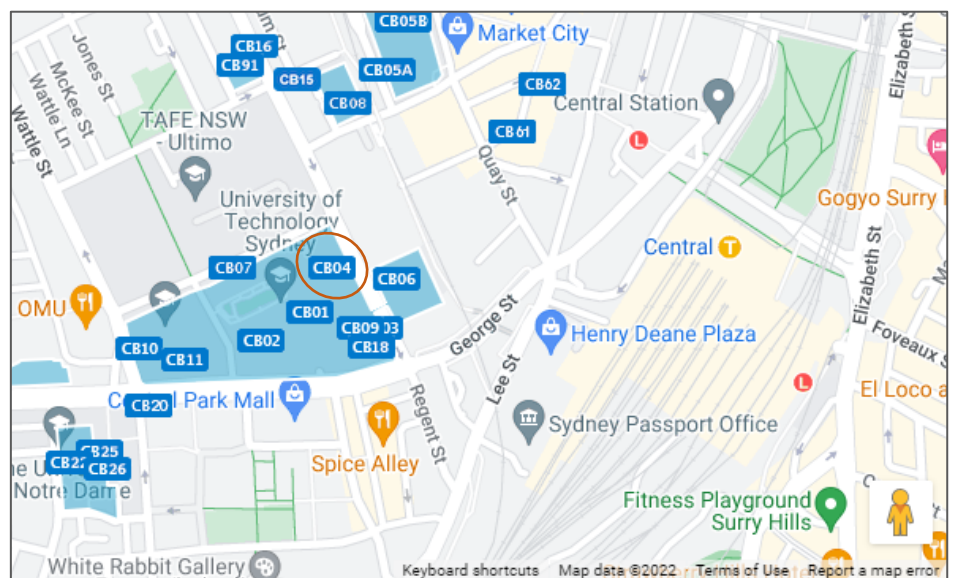 CB05B
Market City
Elizabeth S
CB16
Jones St
CB91
CB15
CB05A
McKee St
Wattle Ln
Wattle St
CB08
CB62
Central Station
TAFE NSW
- Ultimo
CB61
L
Quay St
University of
Technology
Sydney
Gogyo Surry
Central
T
CB07
CB04
CB06
OMU
CB01
Elizabeth St
George St
CB09
03
CB02
CB18
Henry Deane Plaza
CB10
CB11
Foveaux S
Lee St
L
El Loco a
Park Mall
CB20
Regent St
Sydney Passport Office
CB25
CB22
CB26
Spice Alley
Notre Dame
Fitness Playground
Surry Hills
White Rabbit Gallery
Keyboard shortcuts
Map data ©2022
Terms of Use
Report a map error